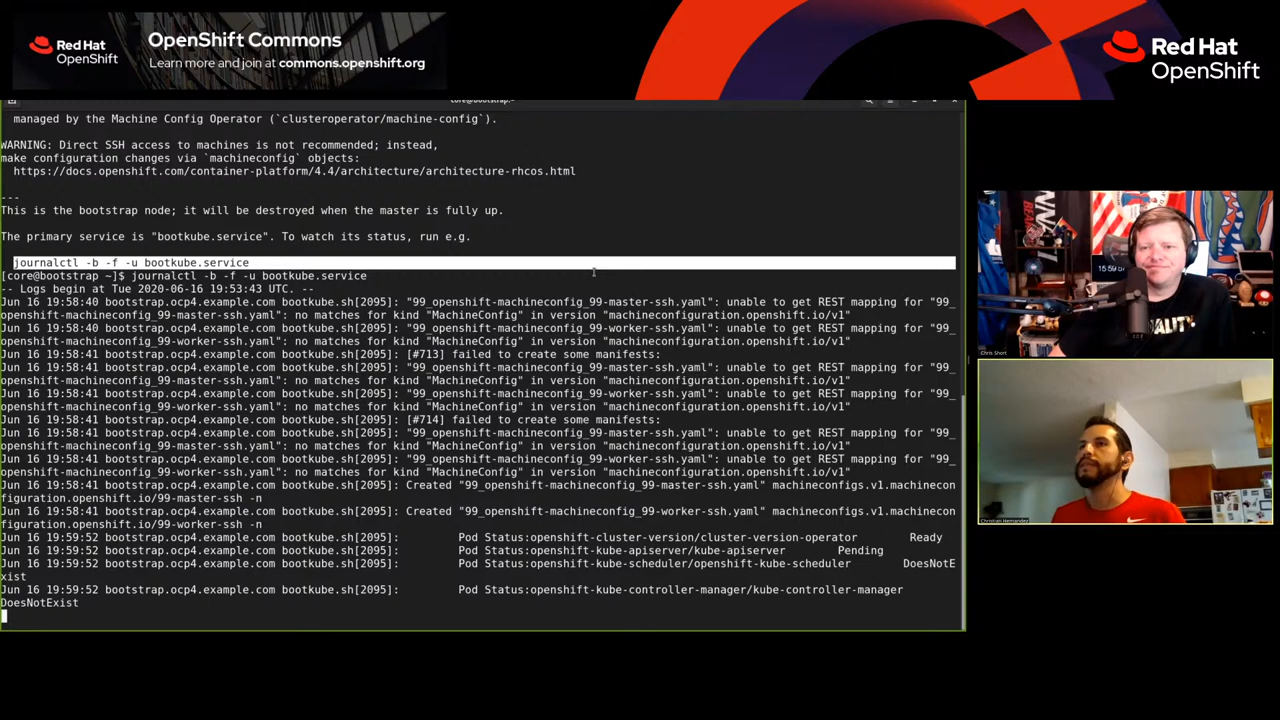 Red Hat
OpenShift
OpenShift Commons
Learn more and join at commons.openshift.org
Red Hat
OpenShift
core@bootstrap:~
managed by the Machine Config Operator (`clusteroperator/machine-config`).
WARNING: Direct SSH access to machines is not recommended; instead,
make configuration changes via `machineconfig` objects:
https://docs.openshift.com/container-platform/4.4/architecture/architecture-rhcos.html
---
This is the bootstrap node; it will be destroyed when the master is fully up.
The primary service is "bootkube.service". To watch its status, run e.g.
journalctl -b -f -u bootkube.service
[core@bootstrap ~]$ journalctl -b -f -u bootkube.service
-- Logs begin at Tue 2020-06-16 19:53:43 UTC. --
Jun 16 19:58:40 bootstrap.ocp4.example.com bootkube.sh[2095]: "99_openshift-machineconfig_99-master-ssh.yaml": unable to get REST mapping for "99_
openshift-machineconfig_99-master-ssh.yaml": no matches for kind "MachineConfig" in version "machineconfiguration.openshift.io/v1"
Jun 16 19:58:40 bootstrap.ocp4.example.com bootkube.sh[2095]: "99_openshift-machineconfig_99-worker-ssh.yaml": unable to get REST mapping for "99_
openshift-machineconfig_99-worker-ssh.yaml": no matches for kind "MachineConfig" in version "machineconfiguration.openshift.io/v1"
Jun 16 19:58:41 bootstrap.ocp4.example.com bootkube.sh[2095]: [#713] failed to create some manifests:
Jun 16 19:58:41 bootstrap.ocp4.example.com bootkube.sh[2095]: "99_openshift-machineconfig_99-master-ssh.yaml": unable to get REST mapping for "99_
openshift-machineconfig_99-master-ssh.yaml": no matches for kind "MachineConfig" in version "machineconfiguration.openshift.io/v1"
Jun 16 19:58:41 bootstrap.ocp4.example.com bootkube.sh[2095]: "99_openshift-machineconfig_99-worker-ssh.yaml": unable to get REST mapping for "99_
openshift-machineconfig_99-worker-ssh.yaml": no matches for kind "MachineConfig" in version "machineconfiguration.openshift.io/v1"
Jun 16 19:58:41 bootstrap.ocp4.example.com bootkube.sh[2095]: [#714] failed to create some manifests:
Jun 16 19:58:41 bootstrap.ocp4.example.com bootkube.sh[2095]: "99_openshift-machineconfig_99-master-ssh.yaml": unable to get REST mapping for "99_
openshift-machineconfig_99-master-ssh.yaml": no matches for kind "MachineConfig" in version "machineconfiguration.openshift.io/v1"
Jun 16 19:58:41 bootstrap.ocp4.example.com bootkube.sh[2095]: "99_openshift-machineconfig_99-worker-ssh.yaml": unable to get REST mapping for "99_
openshift-machineconfig_99-worker-ssh.yaml": no matches for kind "MachineConfig" in version "machineconfiguration.openshift.io/v1"
Jun 16 19:58:41 bootstrap.ocp4.example.com bootkube.sh[2095]: Created "99_openshift-machineconfig_99-master-ssh.yaml" machineconfigs.v1.machinecon
figuration.openshift.io/99-master-ssh -n
Jun 16 19:58:41 bootstrap.ocp4.example.com bootkube.sh[2095]: Created "99_openshift-machineconfig_99-worker-ssh.yaml" machineconfigs.v1.machinecon
figuration.openshift.io/99-worker-ssh -n
Jun 16 19:59:52 bootstrap.ocp4.example.com bootkube.sh[2095]: Pod Status:openshift-cluster-version/cluster-version-operator Ready
Jun 16 19:59:52 bootstrap.ocp4.example.com bootkube.sh[2095]: Pod Status:openshift-kube-apiserver/kube-apiserver Pending
Jun 16 19:59:52 bootstrap.ocp4.example.com bootkube.sh[2095]: Pod Status:openshift-kube-scheduler/openshift-kube-scheduler DoesNotE
xist
Jun 16 19:59:52 bootstrap.ocp4.example.com bootkube.sh[2095]: Pod Status:openshift-kube-controller-manager/kube-controller-manager
DoesNotExist
BEAR
Chris Short
Christian Hernandez